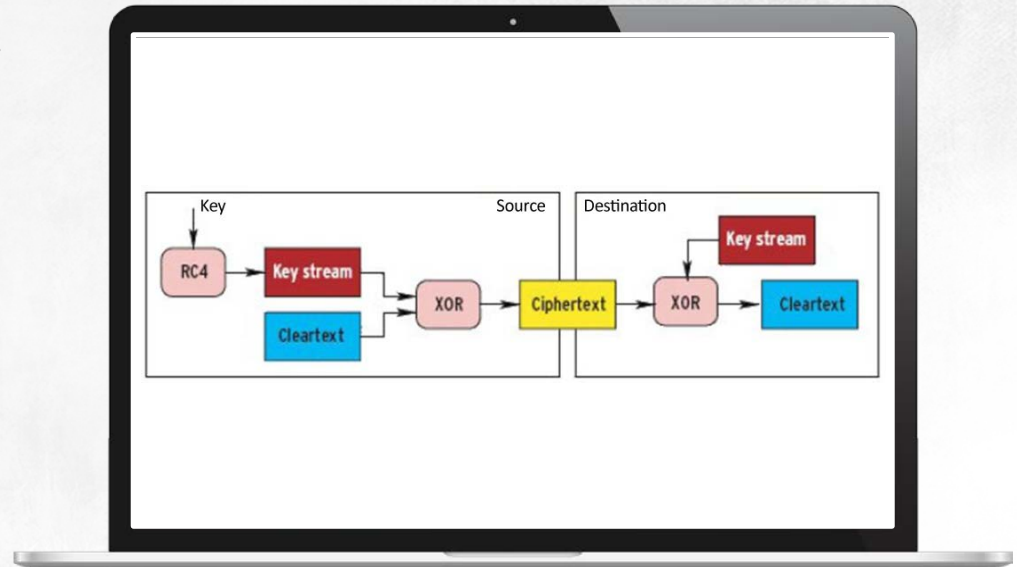 Key
Source
RC4
Key stream
Cleartext
XOR
Ciphertext
Destination
Key stream
XOR
Cleartext